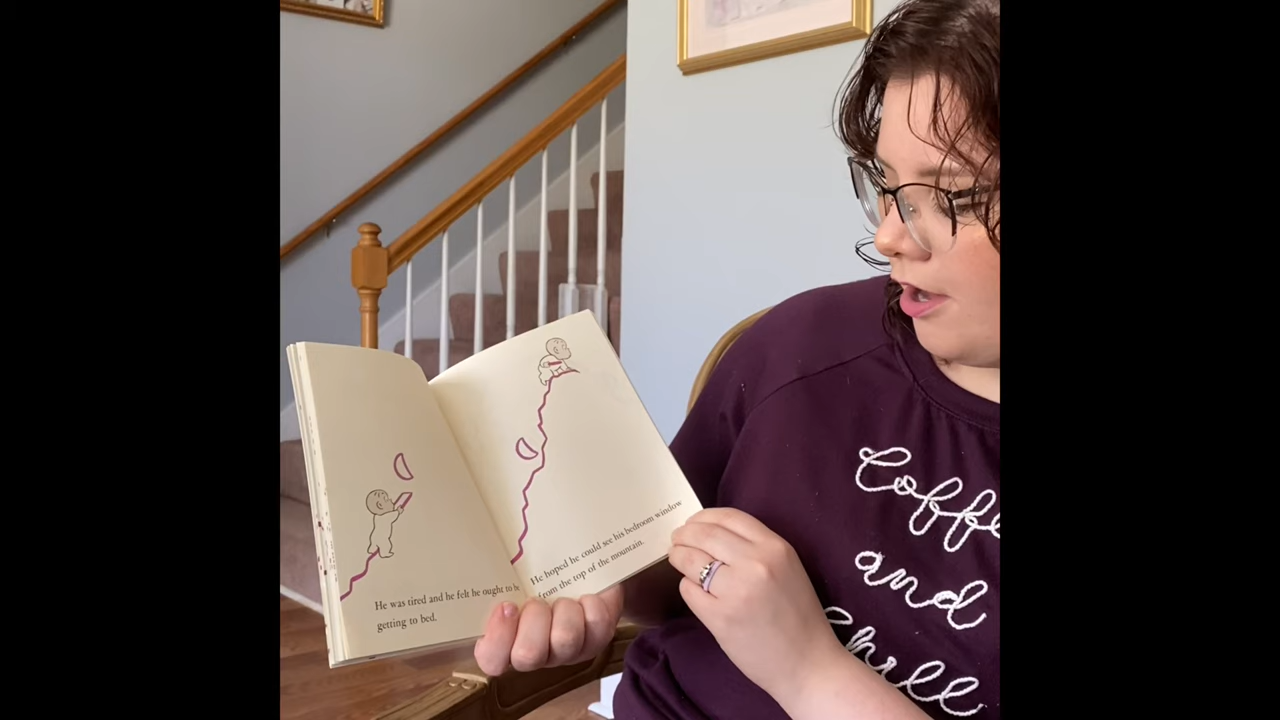 He was tired and he felt he ought to be
getting to bed.
He hoped he could see his bedroom window
from the top of the mountain.
and
Chill